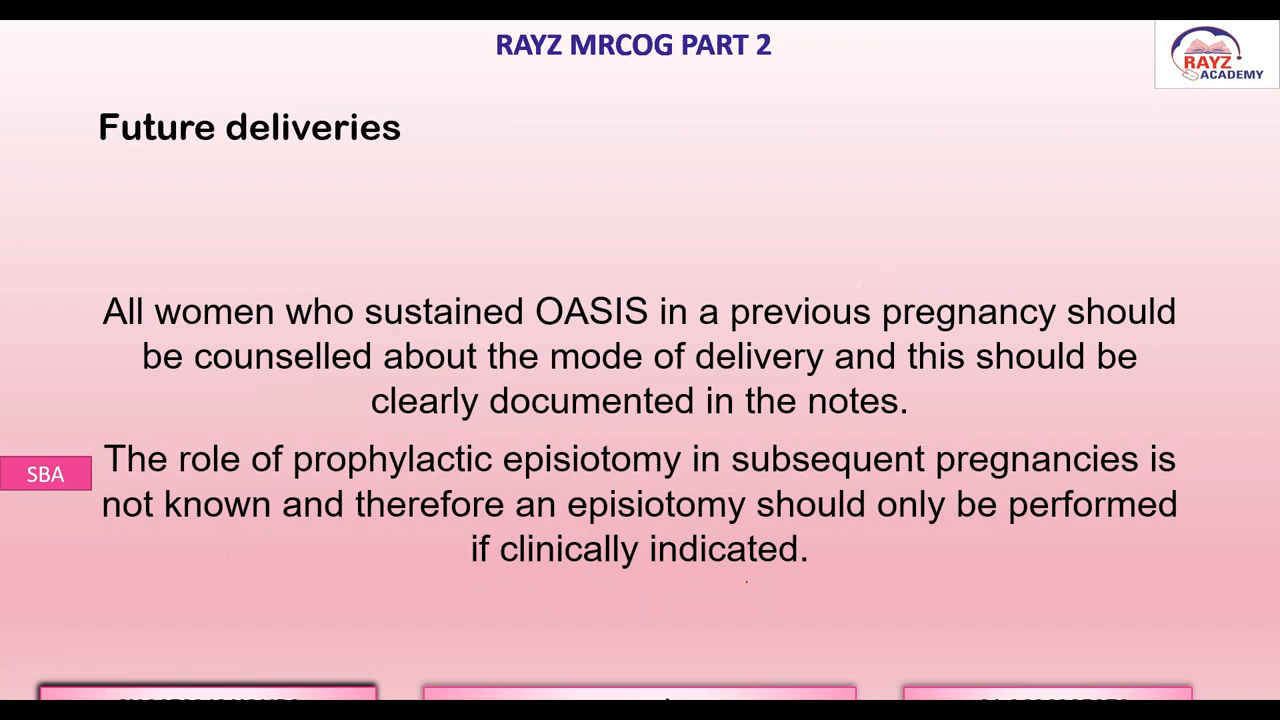 RAYZ MRCOG PART 2
RAYZ
ACADEMY
Future deliveries
All women who sustained OASIS in a previous pregnancy should
be counselled about the mode of delivery and this should be
clearly documented in the notes.
SBA
The role of prophylactic episiotomy in subsequent pregnancies is
not known and therefore an episiotomy should only be performed
if clinically indicated.